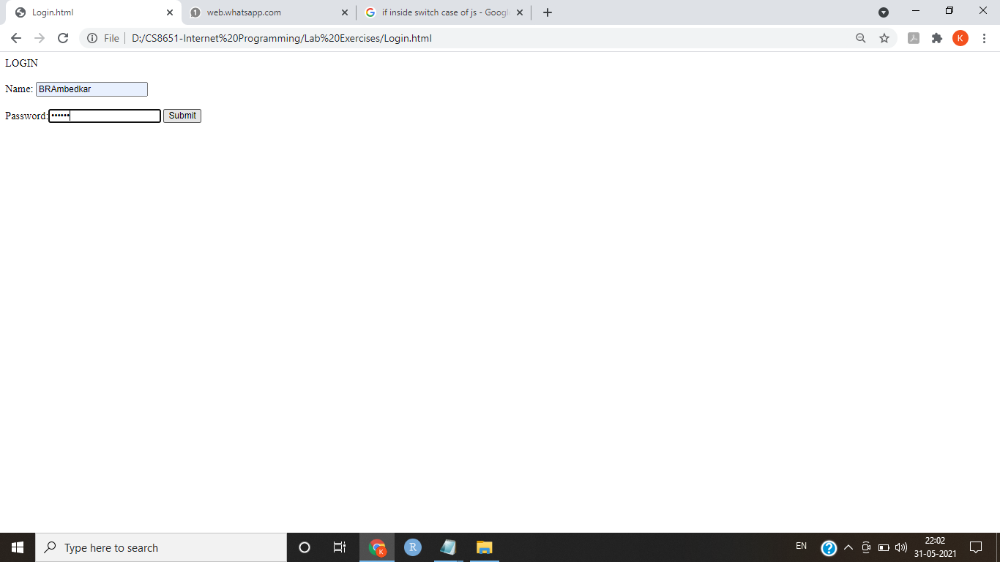 Login.html
1 web.whatsapp.com
if inside switch case of js - Googl
File D:/CS8651-Internet%20Programming/Lab%20Exercises/Login.html
K
LOGIN
Name: BRAmbedkar
Password: •••••• Submit
Type here to search
K
R
EN
?
22:02
31-05-2021